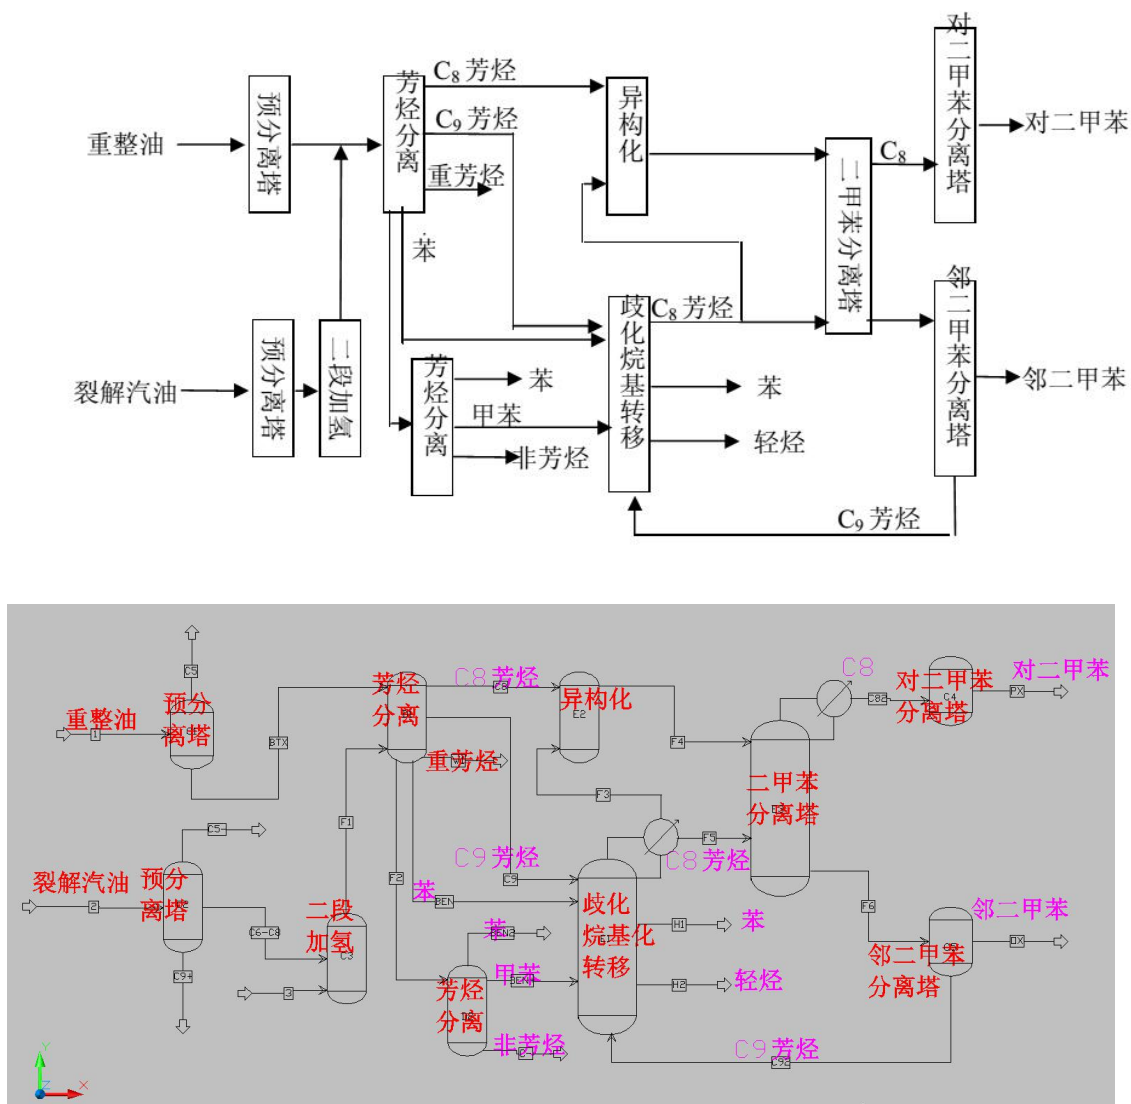 C₈芳烃
C₉芳烃
重芳烃
重整油
预分离塔
芳烃分离
异构化
对二甲苯分离塔
对二甲苯
C₈
二甲苯分离塔
苯
C₈芳烃
歧化烷基转移
邻二甲苯分离塔
邻二甲苯
裂解汽油
预分离塔
二段加氢
芳烃分离
苯
甲苯
非芳烃
苯
轻烃
C₉芳烃
C5
重整油
1
预分
离塔
BTX
芳烃
分离
C8芳烃
C8
异构化
E2
重芳烃
F4
C8
C82
对二甲苯
分离塔
C4
对二甲苯
PX
C5-
裂解汽油
2
预分
离塔
C9+
C6-C8
3
二段
加氢
C3
F1
F2
苯
BEN
C9芳烃
C9
F3
F5
C8芳烃
二甲苯
分离塔
F6
歧化
烷基化
转移
H1
苯
H2
轻烃
苯
BEN2
甲苯
芳烃
分离
非芳烃
C9芳烃
C92
邻二甲苯
分离塔
邻二甲苯
OX
Y
Z
X